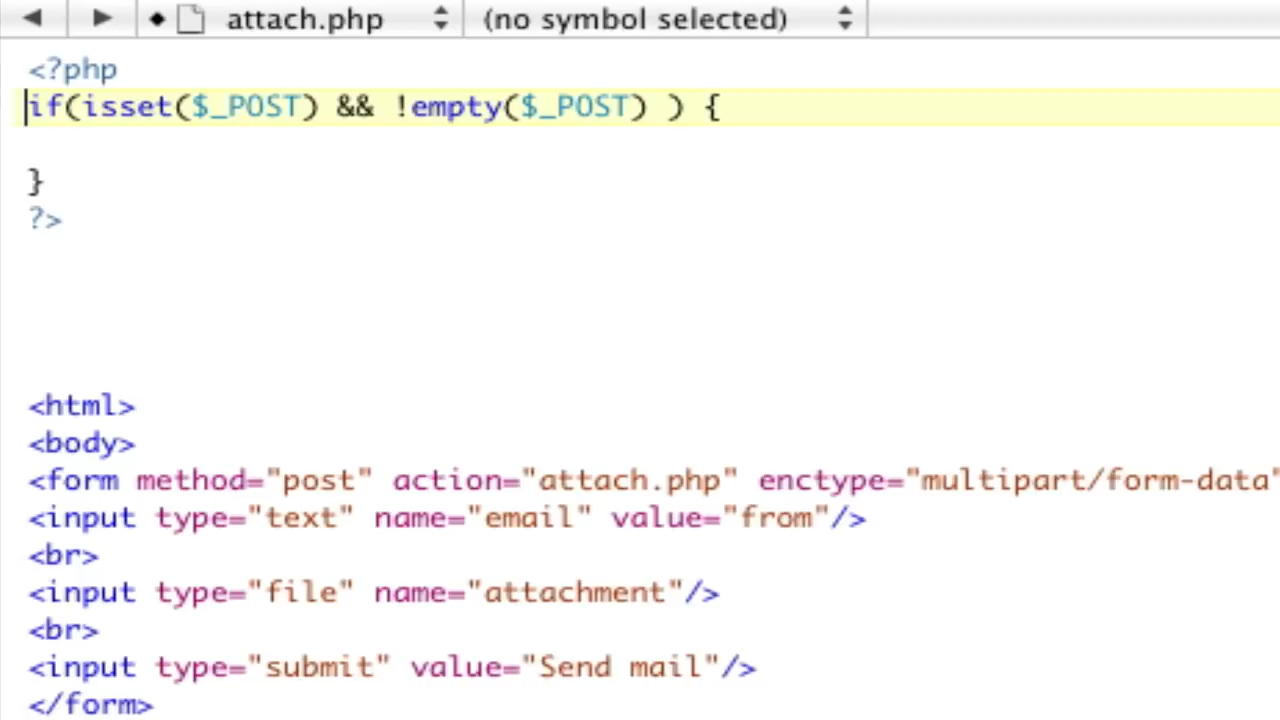 attach.php (no symbol selected)
<?php
if(isset($_POST) && !empty($_POST) ) {
}
?>
<html>
<body>
<form method="post" action="attach.php" enctype="multipart/form-data"
<input type="text" name="email" value="from"/>
<br>
<input type="file" name="attachment"/>
<br>
<input type="submit" value="Send mail"/>
</form>